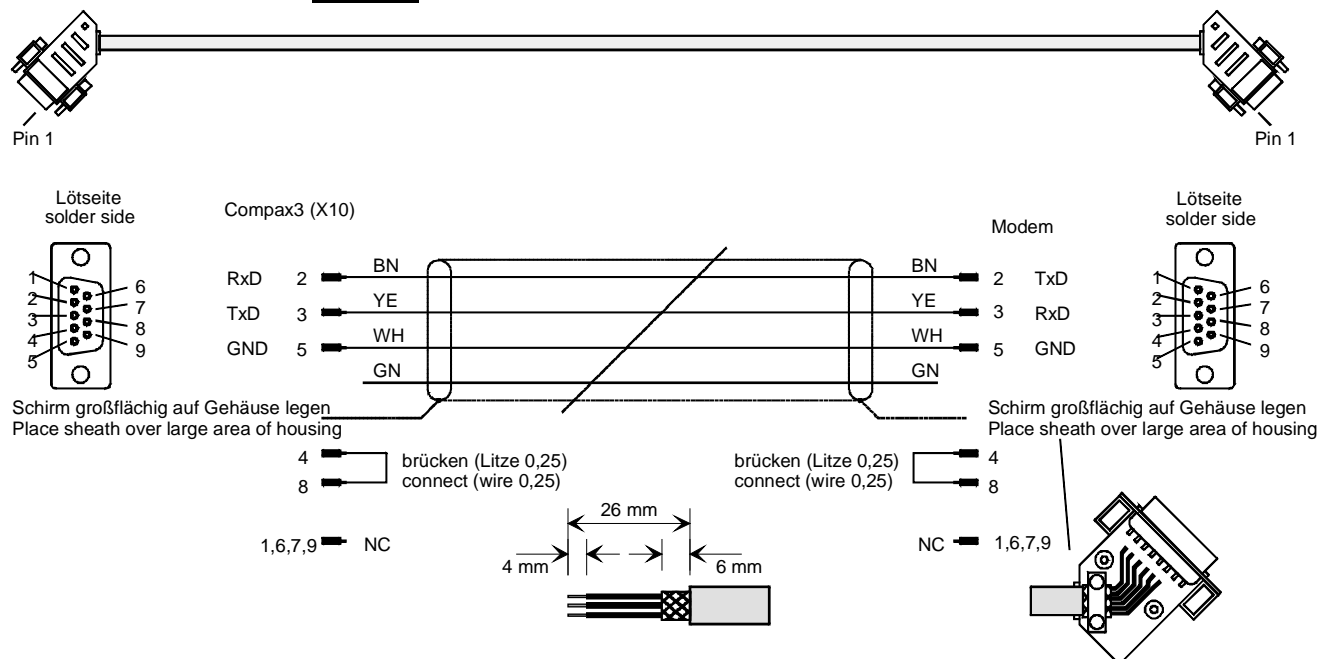 Pin 1
Pin 1
Lötseite
solder side
1
2
3
4
5
6
7
8
9
Compax3 (X10)
RxD 2
TxD 3
GND 5
BN
YE
WH
GN
BN
YE
WH
GN
Modem
2 TxD
3 RxD
5 GND
Lötseite
solder side
1
2
3
4
5
6
7
8
9
Schirm großflächig auf Gehäuse legen
Place sheath over large area of housing
Schirm großflächig auf Gehäuse legen
Place sheath over large area of housing
4
8
brücken (Litze 0,25)
connect (wire 0,25)
brücken (Litze 0,25)
connect (wire 0,25)
4
8
1,6,7,9 NC
NC 1,6,7,9
26 mm
4 mm
6 mm